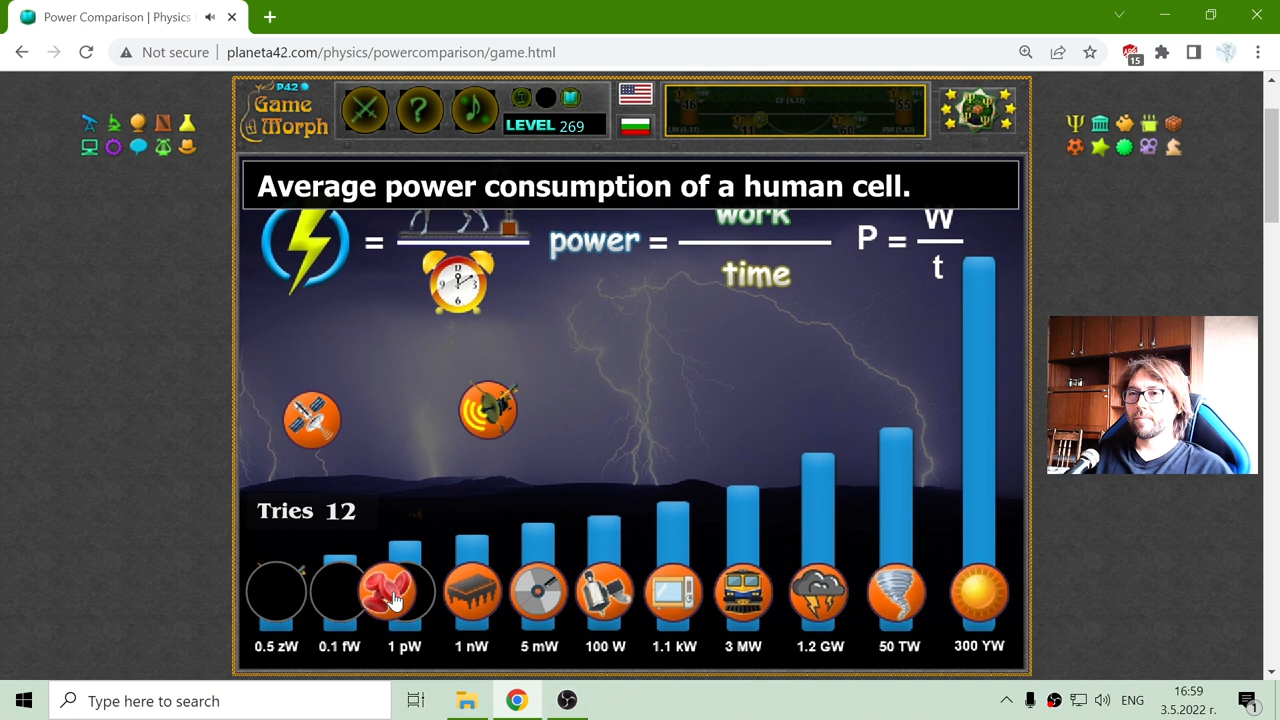 Power Comparison | Physics
Not secure
planeta42.com/physics/powercomparison/game.html
15
P42
Game
Morph
LEVEL 269
Average power consumption of a human cell.
= power = work P = W
time t
Tries 12
0.5 zW 0.1 fW 1 pW 1 nW 5 mW 100 W 1.1 kW 3 MW 1.2 GW 50 TW 300 YW
Type here to search
ЕНГ
16:59
3.5.2022 г.
1